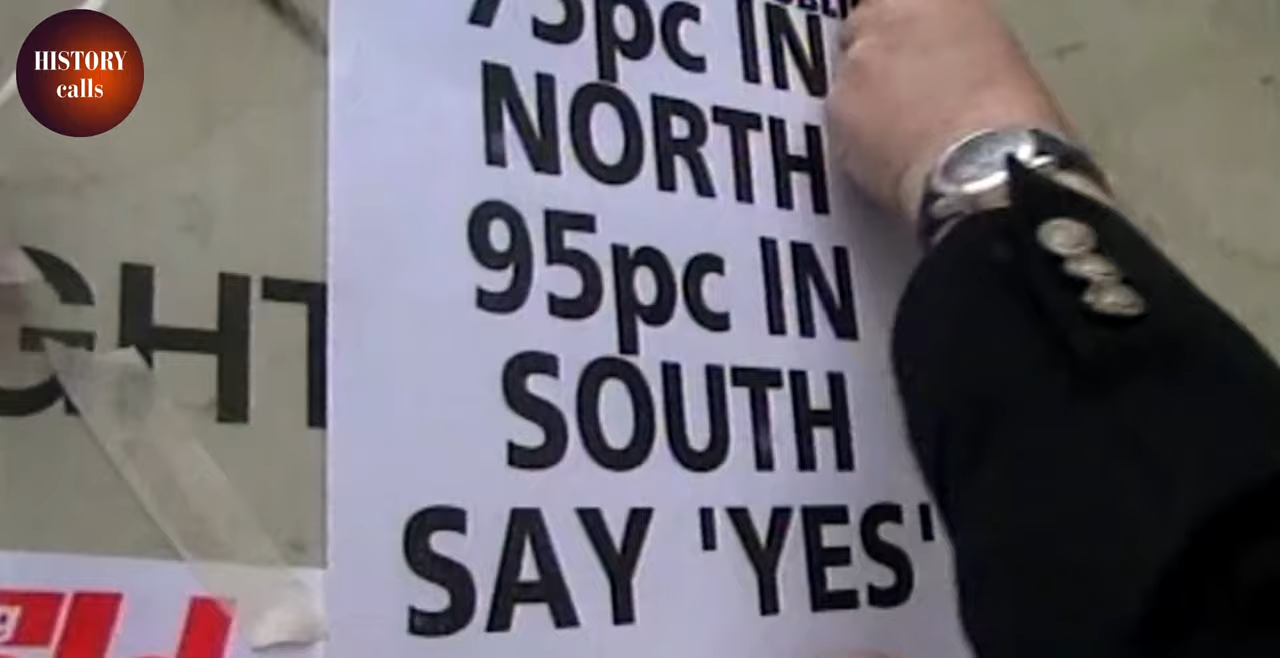 HISTORY
calls
75pc IN
NORTH
95pc IN
SOUTH
SAY 'YES'
GHT